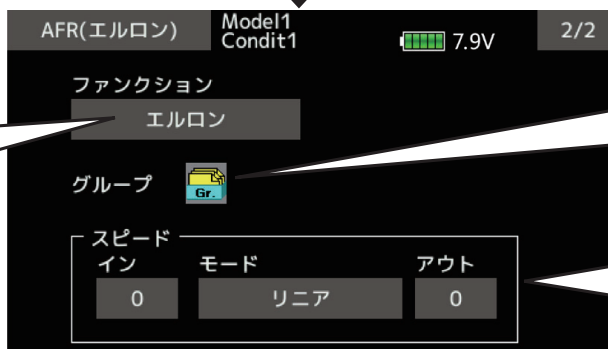 AFR(エルロン) Model1 Condit1 7.9V 2/2
ファンクション
エルロン
グループ Gr.
スピード
イン モード アウト
0 リニア 0